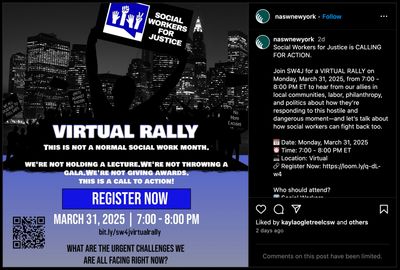 SOCIAL
WORKERS
FOR
JUSTICE
VIRTUAL RALLY
THIS IS NOT A NORMAL SOCIAL WORK MONTH.
WE'RE NOT HOLDING A LECTURE.WE'RE NOT THROWING A
GALA.WE'RE NOT GIVING AWARDS.
THIS IS A CALL TO ACTION!
REGISTER NOW
MARCH 31, 2025 | 7:00 - 8:00 PM
bit.ly/sw4jvirtualrally
WHAT ARE THE URGENT CHALLENGES WE
ARE ALL FACING RIGHT NOW?
naswnewyork • Follow
naswnewyork 2d
Social Workers for Justice is CALLING
FOR ACTION.
Join SW4J for a VIRTUAL RALLY on
Monday, March 31, 2025, from 7:00 -
8:00 PM ET to hear from our allies in
local communities, labor, philanthropy,
and politics about how they're
responding to this hostile and
dangerous moment—and let's talk about
how social workers can fight back too.
Date: Monday, March 31, 2025
Time: 7:00 - 8:00 PM ET
Location: Virtual
Register Now: https://loom.ly/q-dL-
w4
Who should attend?
Social Workers
Liked by kaylaogletreelcsw and others
2 days ago
Comments on this post have been limited.